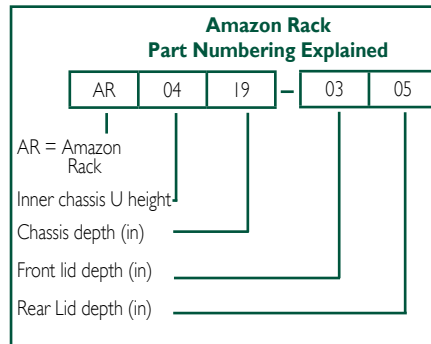 Amazon Rack
Part Numbering Explained
AR 04 19 – 03 05
AR = Amazon
Rack
Inner chassis U height
Chassis depth (in)
Front lid depth (in)
Rear Lid depth (in)